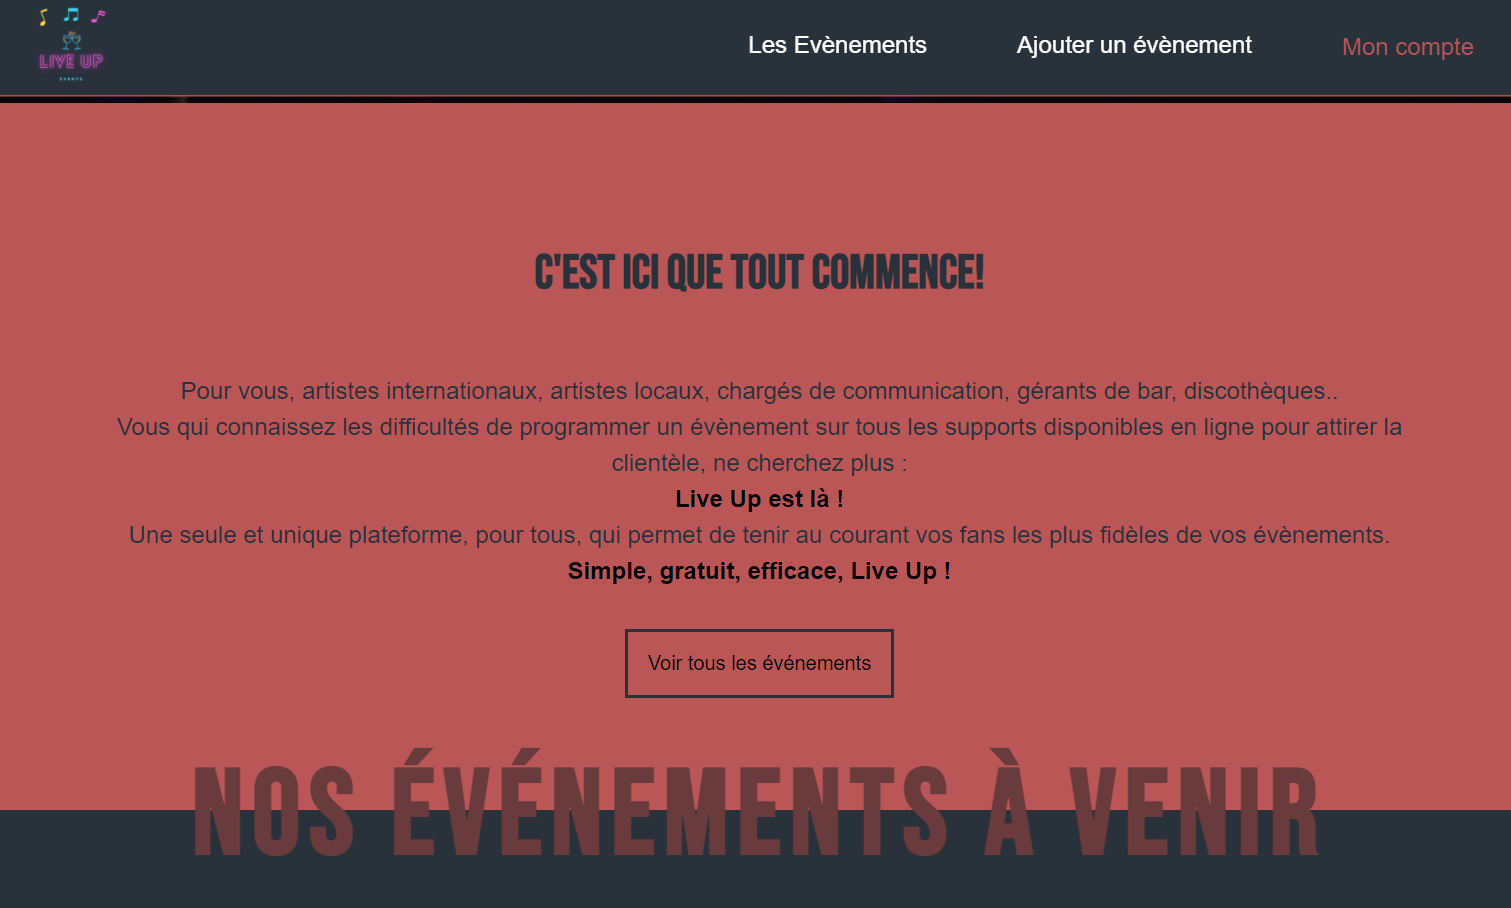 LIVE UP
EVENTS
Les Evènements
Ajouter un évènement
Mon compte
C'EST ICI QUE TOUT COMMENCE!
Pour vous, artistes internationaux, artistes locaux, chargés de communication, gérants de bar, discothèques..
Vous qui connaissez les difficultés de programmer un évènement sur tous les supports disponibles en ligne pour attirer la
clientèle, ne cherchez plus :
Live Up est là !
Une seule et unique plateforme, pour tous, qui permet de tenir au courant vos fans les plus fidèles de vos évènements.
Simple, gratuit, efficace, Live Up !
Voir tous les événements
NOS ÉVÉNEMENTS À VENIR